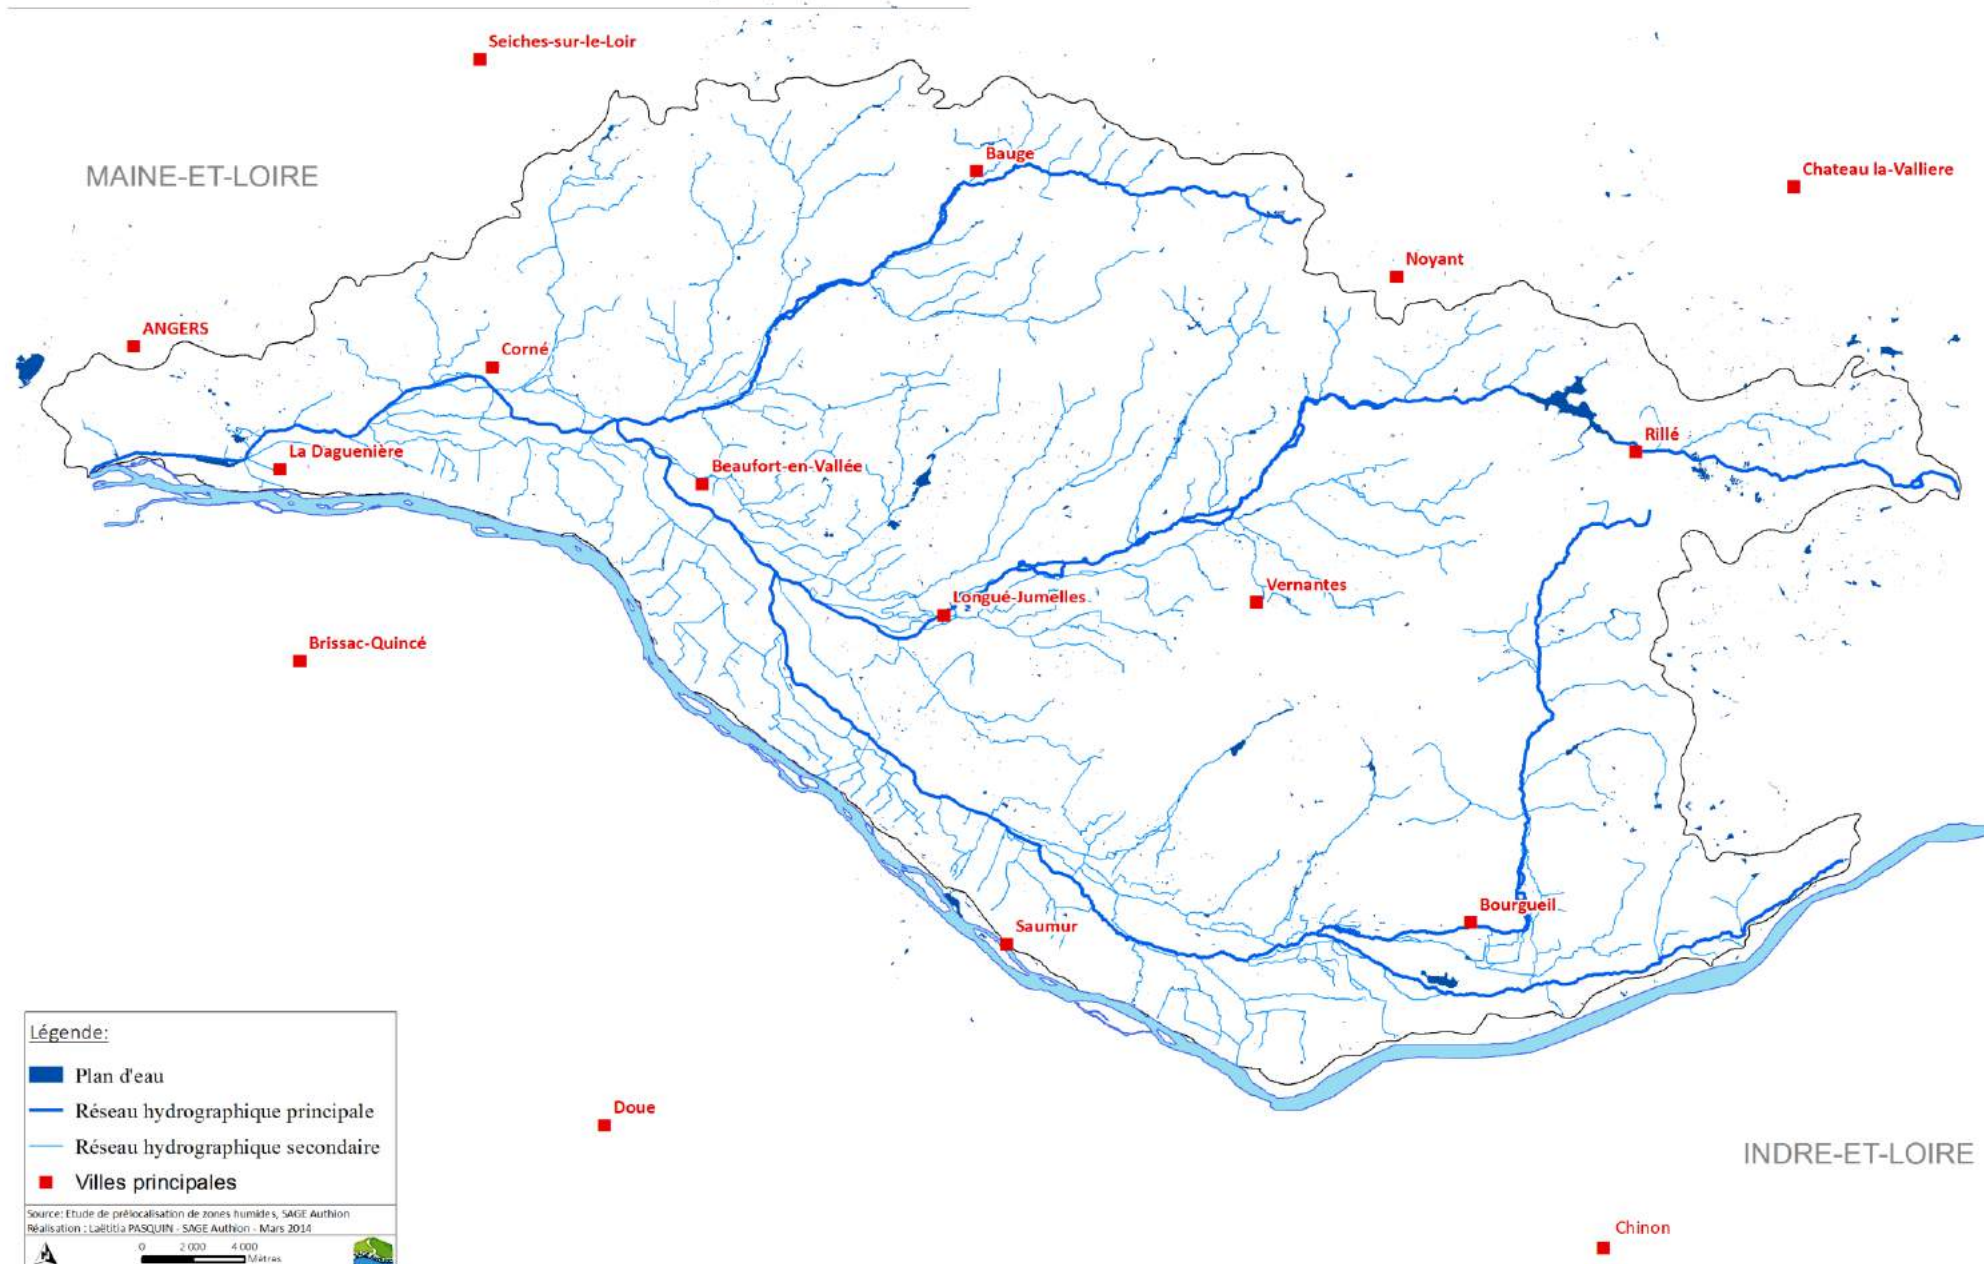 Seiches-sur-le-Loir
MAINE-ET-LOIRE
Bauge
Chateau la-Valliere
Noyant
ANGERS
Corné
Rillé
La Daguenière
Beaufort-en-Vallée
Vernantes
Longué-Jumelles
Brissac-Quincé
Bourgueil
Saumur
Légende:
Plan d'eau
Réseau hydrographique principale
Réseau hydrographique secondaire
Villes principales
Source: Etude de prélocalisation de zones humides, SAGE Authion
Réalisation : Laëtitia PASQUIN - SAGE Authion - Mars 2014
0 2 000 4 000
Mètres
Doue
INDRE-ET-LOIRE
Chinon